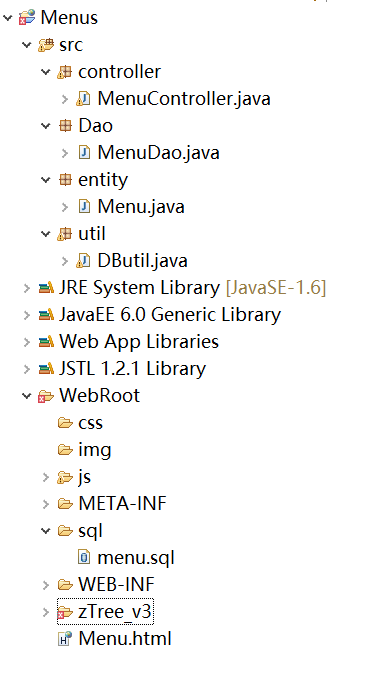 Menus
src
controller
MenuController.java
Dao
MenuDao.java
entity
Menu.java
util
DButil.java
JRE System Library [JavaSE-1.6]
JavaEE 6.0 Generic Library
Web App Libraries
JSTL 1.2.1 Library
WebRoot
css
img
js
META-INF
sql
menu.sql
WEB-INF
zTree_v3
Menu.html